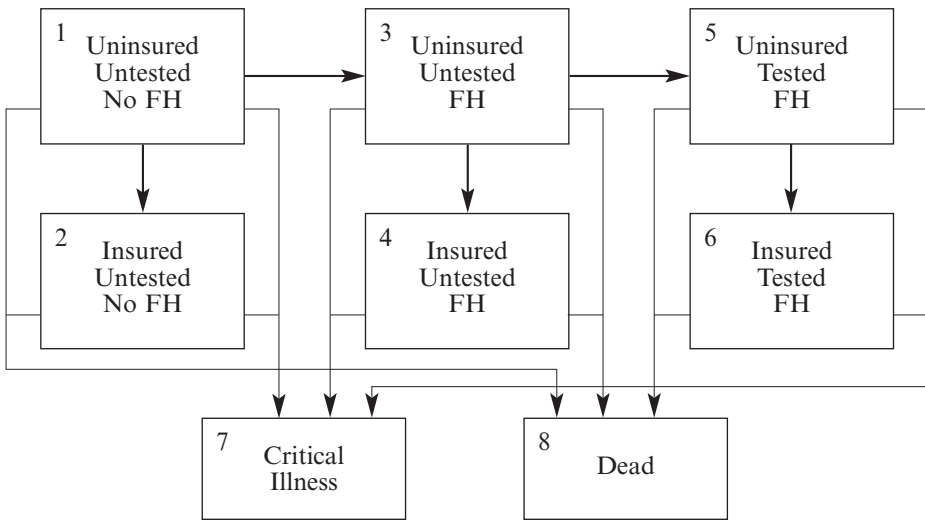 1
Uninsured
Untested
No FH
3
Uninsured
Untested
FH
5
Uninsured
Tested
FH
2
Insured
Untested
No FH
4
Insured
Untested
FH
6
Insured
Tested
FH
7
Critical
Illness
8
Dead